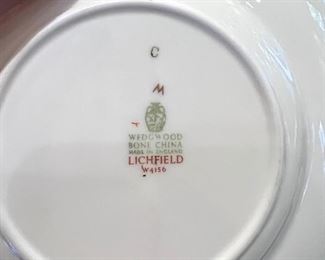 C
M
WEDGWOOD
BONE CHINA
MADE IN ENGLAND
LICHFIELD
W4156